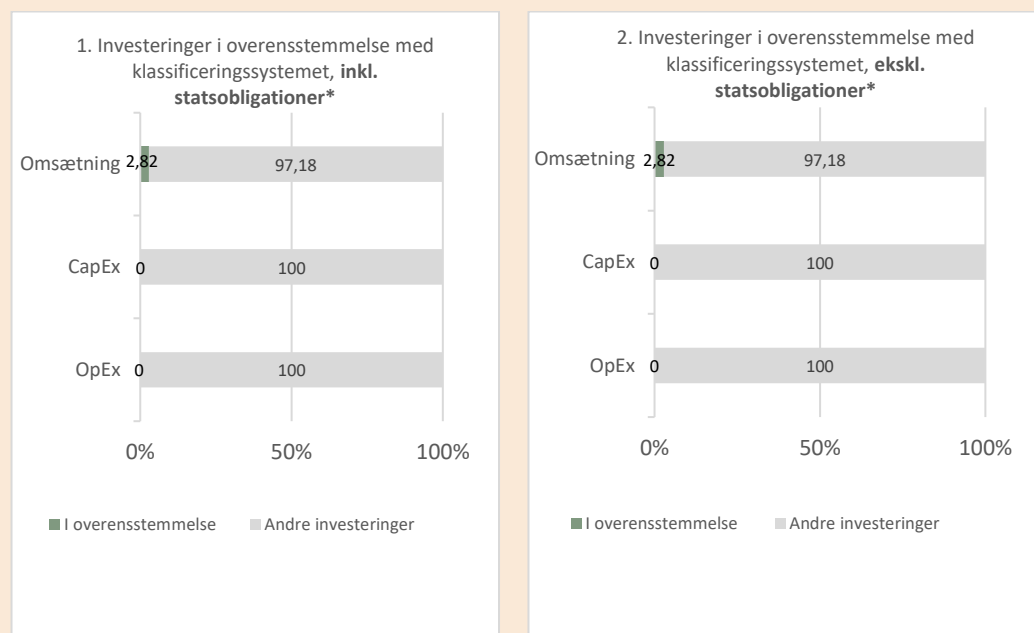 1. Investeringer i overensstemmelse med
klassificeringssystemet, inkl.
statsobligationer*
Omsætning 2,82 97,18
CapEx 0 100
OpEx 0 100
0% 50% 100%
I overensstemmelse Andre investeringer
2. Investeringer i overensstemmelse med
klassificeringssystemet, ekskl.
statsobligationer*
Omsætning 2,82 97,18
CapEx 0 100
OpEx 0 100
0% 50% 100%
I overensstemmelse Andre investeringer